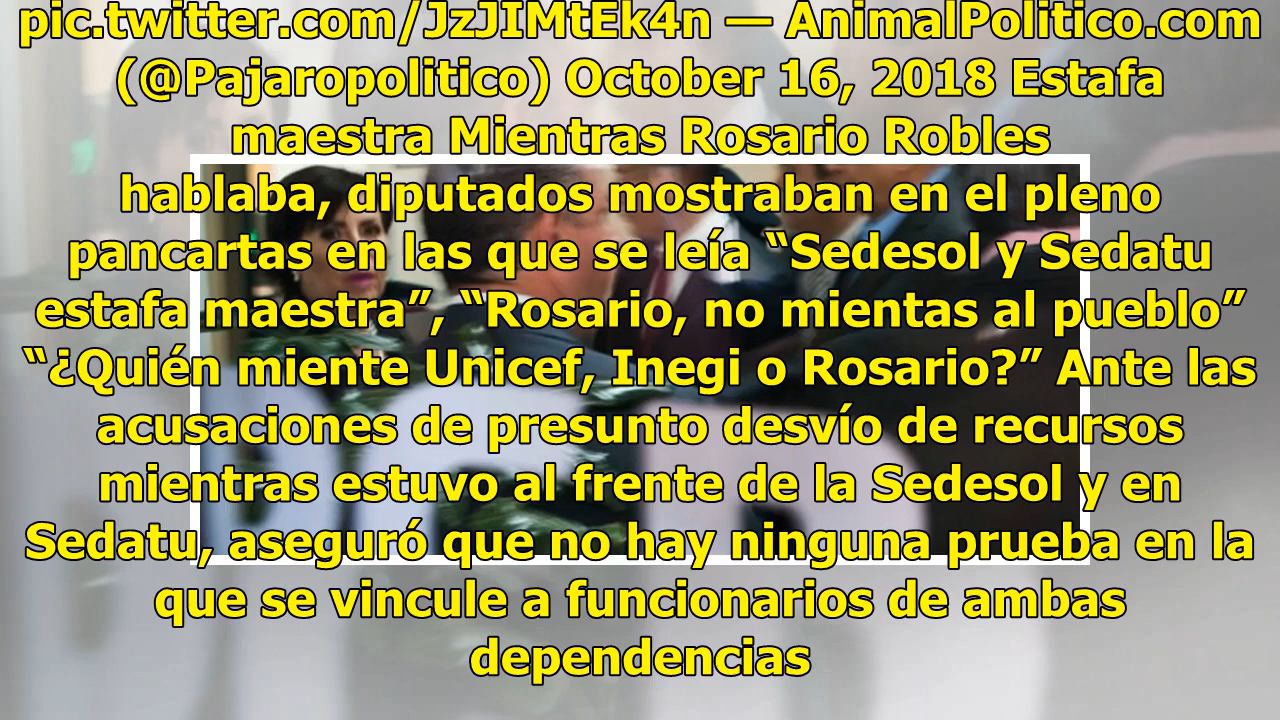 pic.twitter.com/JzJIMtEk4n — AnimalPolitico.com
(@Pajaropolitico) October 16, 2018 Estafa
maestra Mientras Rosario Robles
hablaba, diputados mostraban en el pleno
pancartas en las que se leía “Sedesol y Sedatu
estafa maestra”, “Rosario, no mientas al pueblo”
“¿Quién miente Unicef, Inegi o Rosario?” Ante las
acusaciones de presunto desvío de recursos
mientras estuvo al frente de la Sedesol y en
Sedatu, aseguró que no hay ninguna prueba en la
que se vincule a funcionarios de ambas
dependencias